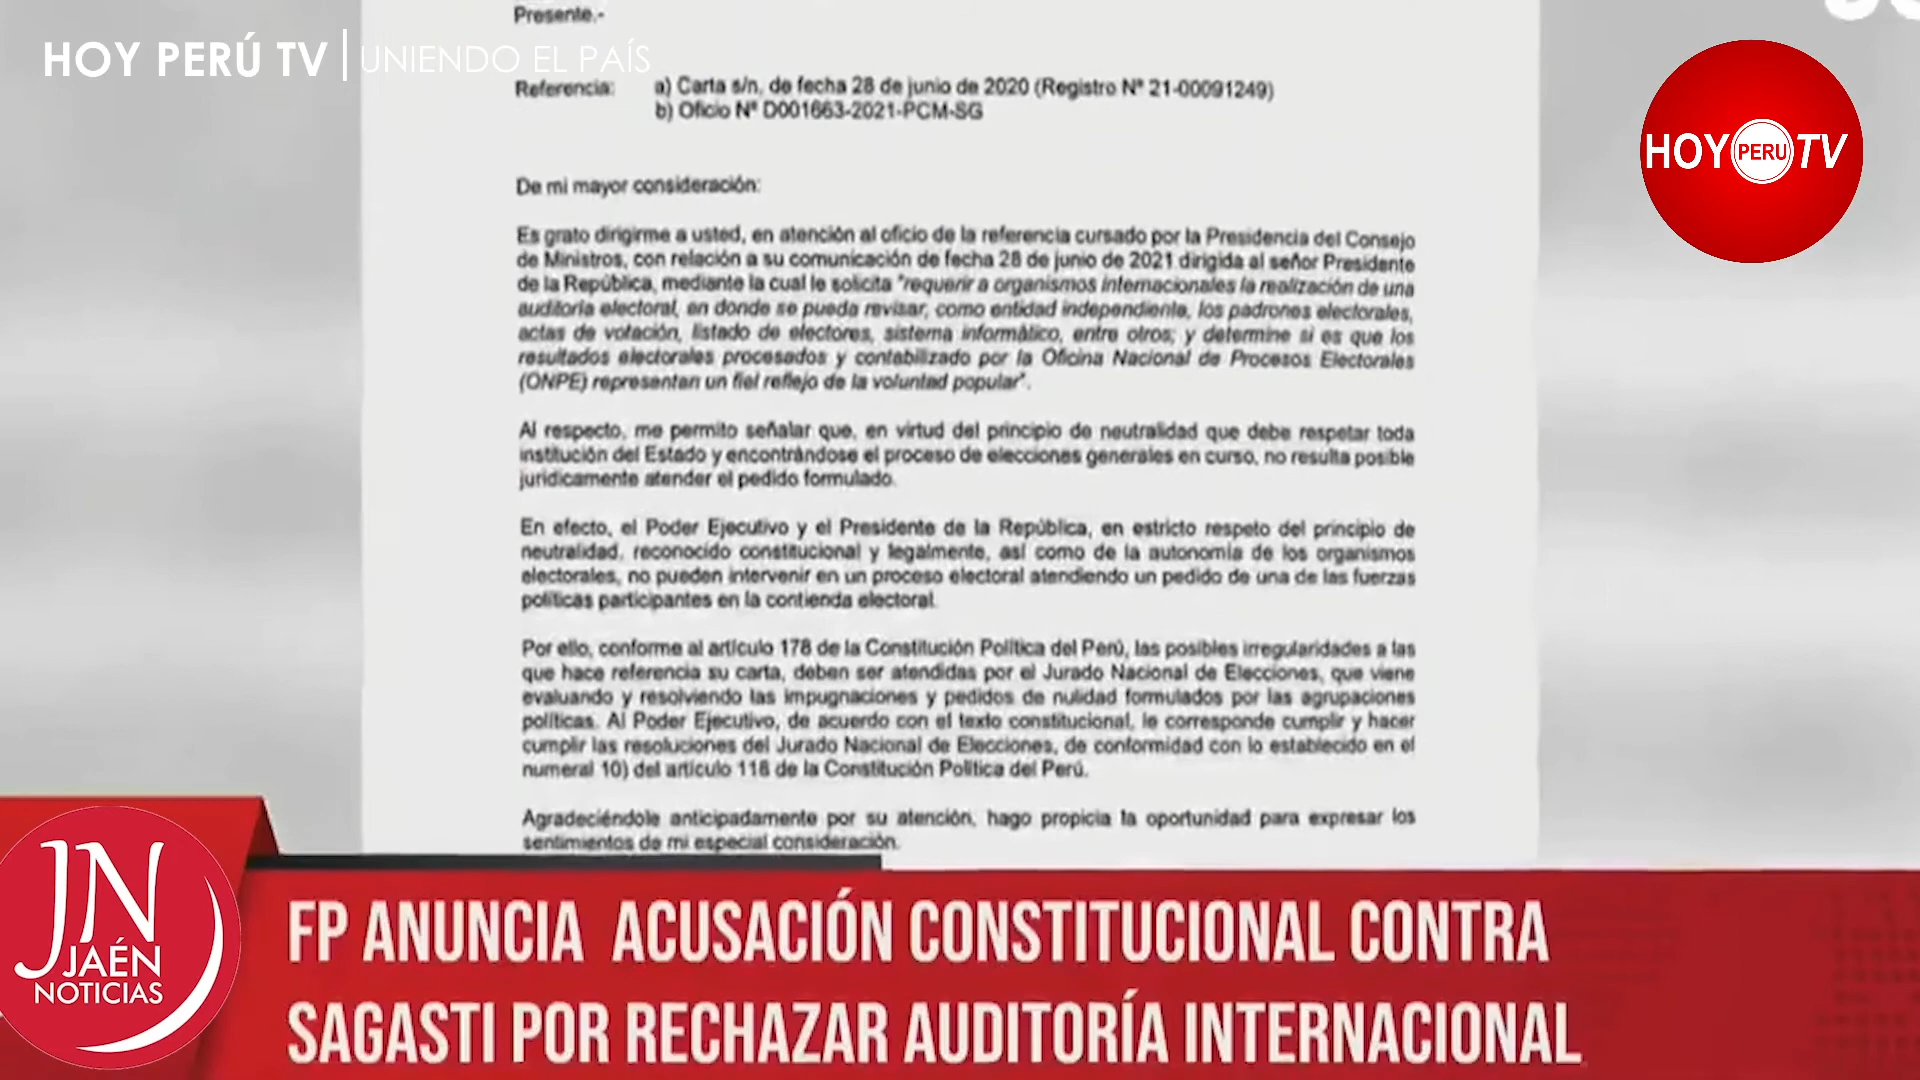 Presente.-
HOY PERÚ TV | UNIENDO EL PAÍS
Referencia: a) Carta s/n, de fecha 28 de junio de 2020 (Registro Nº 21-00091249)
b) Oficio Nº D001663-2021-PCM-SG
HOY PERU TV
De mi mayor consideración:
Es grato dirigirme a usted, en atención al oficio de la referencia cursado por la Presidencia del Consejo
de Ministros, con relación a su comunicación de fecha 28 de junio de 2021 dirigida al señor Presidente
de la República, mediante la cual le solicita "requerir a organismos internacionales la realización de una
auditoría electoral, en donde se pueda revisar, como entidad independiente, los padrones electorales,
actas de votación, listado de electores, sistema informático, entre otros; y determine si es que los
resultados electorales procesados y contabilizado por la Oficina Nacional de Procesos Electorales
(ONPE) representan un fiel reflejo de la voluntad popular".
Al respecto, me permito señalar que, en virtud del principio de neutralidad que debe respetar toda
institución del Estado y encontrándose el proceso de elecciones generales en curso, no resulta posible
jurídicamente atender el pedido formulado.
En efecto, el Poder Ejecutivo y el Presidente de la República, en estricto respeto del principio de
neutralidad, reconocido constitucional y legalmente, así como de la autonomía de los organismos
electorales, no pueden intervenir en un proceso electoral atendiendo un pedido de una de las fuerzas
políticas participantes en la contienda electoral.
Por ello, conforme al artículo 178 de la Constitución Política del Perú, las posibles irregularidades a las
que hace referencia su carta, deben ser atendidas por el Jurado Nacional de Elecciones, que viene
evaluando y resolviendo las impugnaciones y pedidos de nulidad formulados por las agrupaciones
políticas. Al Poder Ejecutivo, de acuerdo con el texto constitucional, le corresponde cumplir y hacer
cumplir las resoluciones del Jurado Nacional de Elecciones, de conformidad con lo establecido en el
numeral 10) del artículo 118 de la Constitución Política del Perú.
Agradeciéndole anticipadamente por su atención, hago propicia la oportunidad para expresar los
sentimientos de mi especial consideración.
JN
JAÉN
NOTICIAS
FP ANUNCIA ACUSACIÓN CONSTITUCIONAL CONTRA
SAGASTI POR RECHAZAR AUDITORÍA INTERNACIONAL